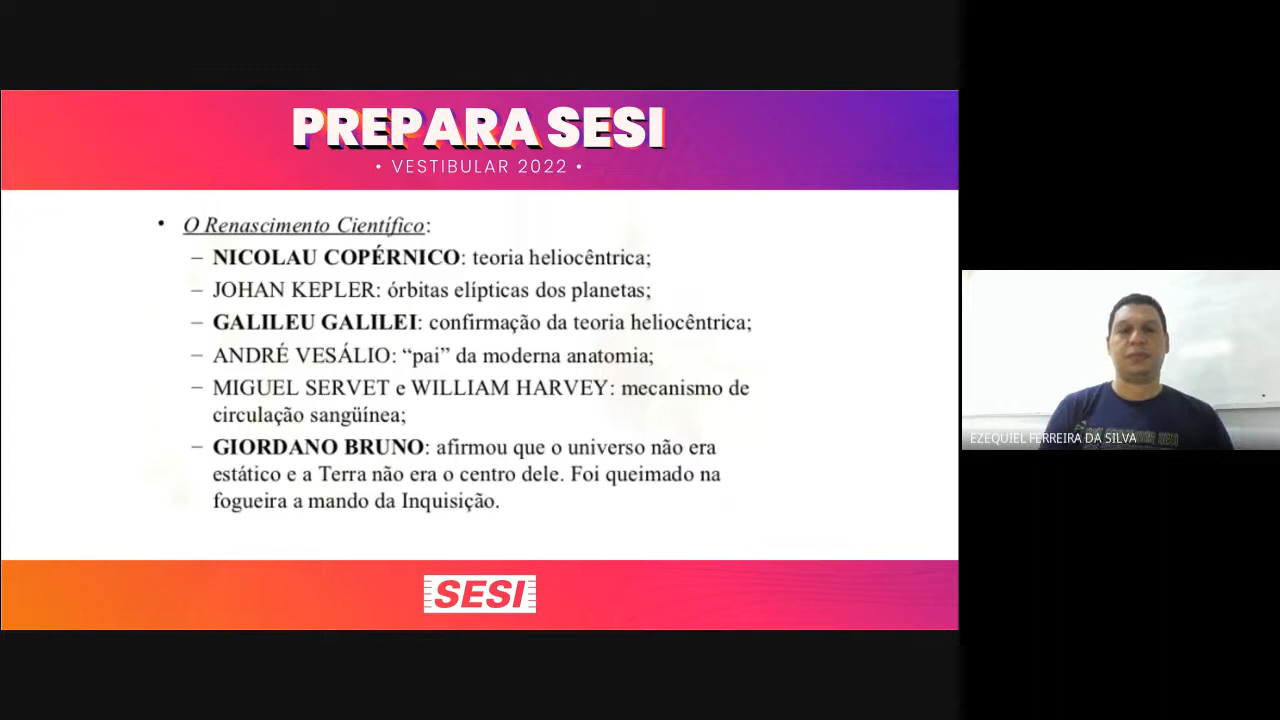 PREPARA SESI
• VESTIBULAR 2022 •
• O Renascimento Científico:
– NICOLAU COPÉRNICO: teoria heliocêntrica;
– JOHAN KEPLER: órbitas elípticas dos planetas;
– GALILEU GALILEI: confirmação da teoria heliocêntrica;
– ANDRÉ VESÁLIO: “pai” da moderna anatomia;
– MIGUEL SERVET e WILLIAM HARVEY: mecanismo de
circulação sangüínea;
– GIORDANO BRUNO: afirmou que o universo não era
estático e a Terra não era o centro dele. Foi queimado na
fogueira a mando da Inquisição.
SESI
EZEQUIEL FERREIRA DA SILVA